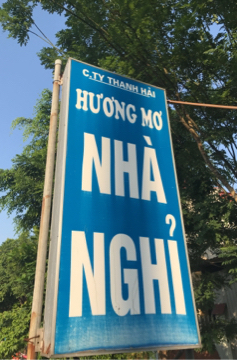 C.TY THANH HẢI
HƯƠNG MƠ
NHÀ
NGHỈ